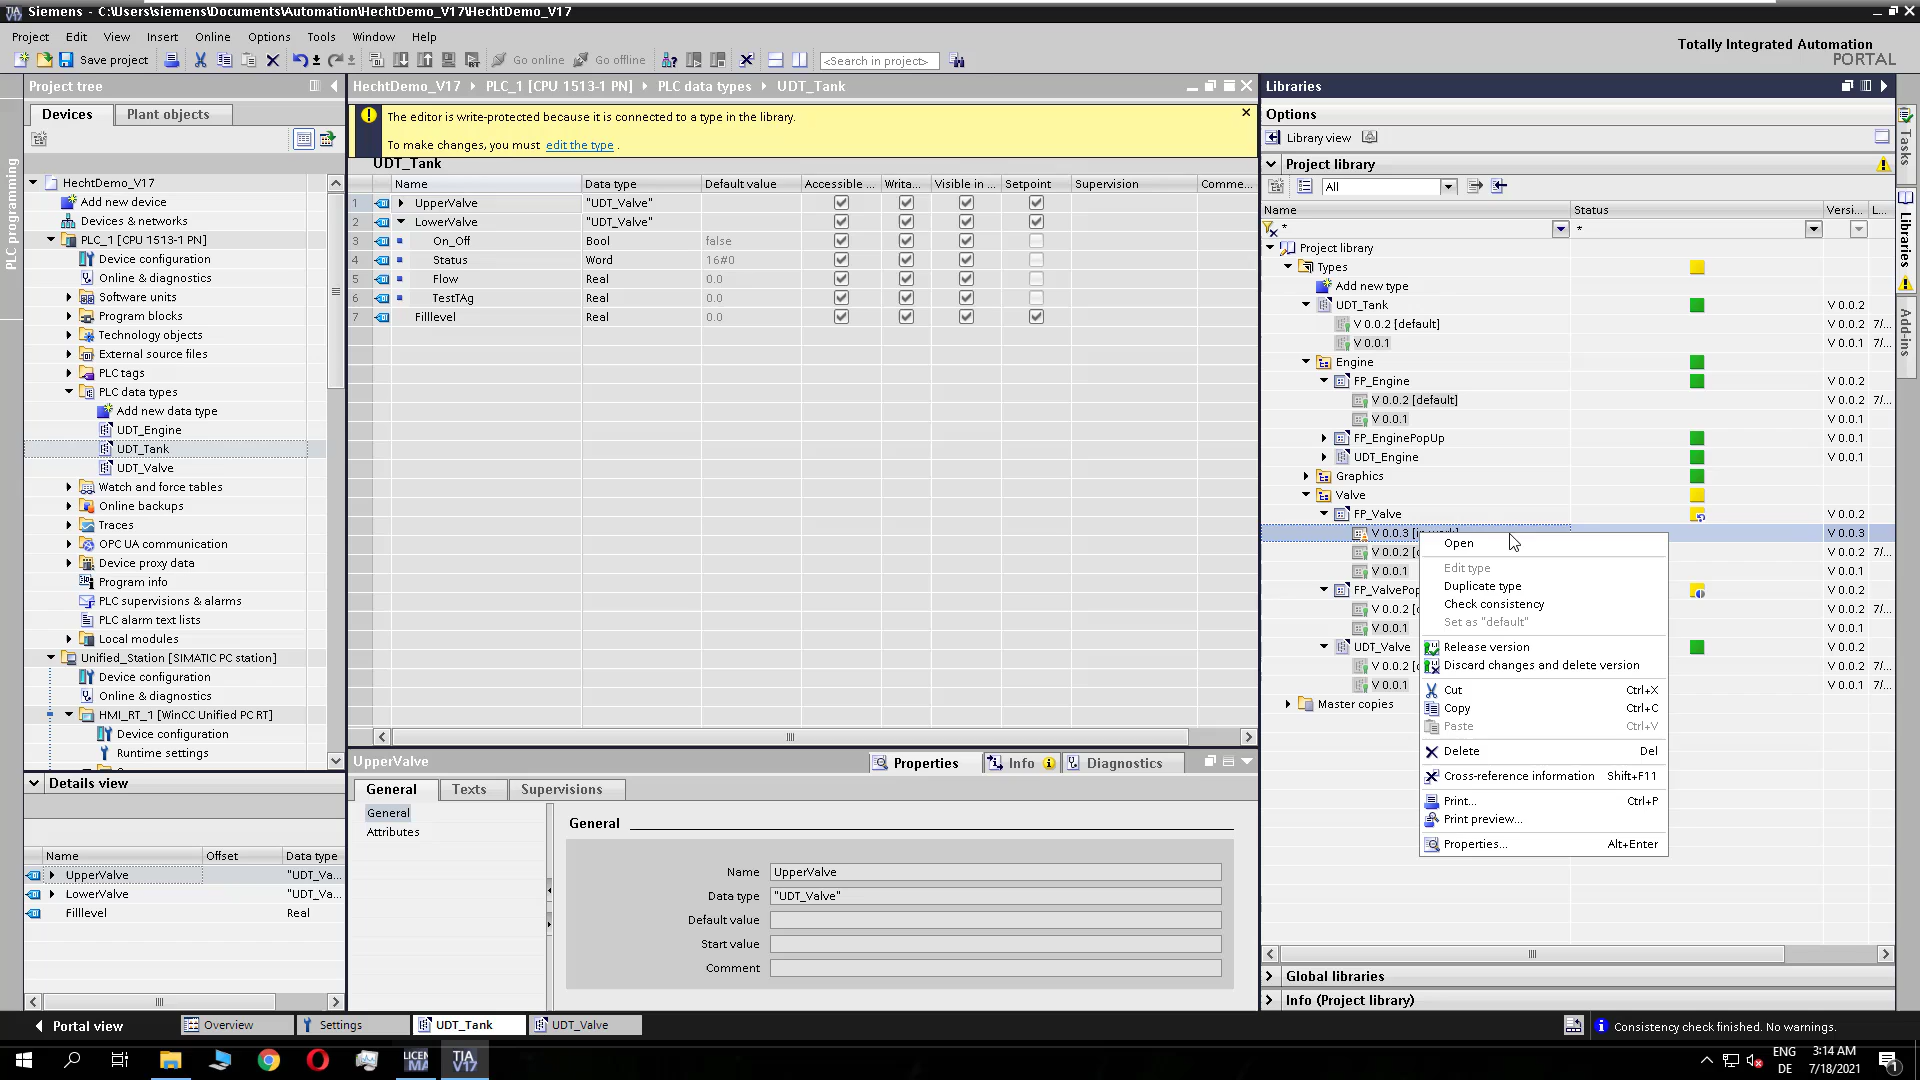 Siemens - C:\Users\siemens\Documents\Automation\HechtDemo_V17\HechtDemo_V17
Project Edit View Insert Online Options Tools Window Help
Totally Integrated Automation
PORTAL
Save project
Go online
Go offline
<Search in project>
Project tree
Devices
Plant objects
PLC programming
HechtDemo_V17
Add new device
Devices & networks
PLC_1 [CPU 1513-1 PN]
Device configuration
Online & diagnostics
Software units
Program blocks
Technology objects
External source files
PLC tags
PLC data types
Add new data type
UDT_Engine
UDT_Tank
UDT_Valve
Watch and force tables
Online backups
Traces
OPC UA communication
Device proxy data
Program info
PLC supervisions & alarms
PLC alarm text lists
Local modules
Unified_Station [SIMATIC PC station]
Device configuration
Online & diagnostics
HMI_RT_1 [WinCC Unified PC RT]
Device configuration
Runtime settings
Details view
Name Offset Data type
UpperValve "UDT_Va...
LowerValve "UDT_Va...
Filllevel Real
HechtDemo_V17 PLC_1 [CPU 1513-1 PN] PLC data types UDT_Tank
The editor is write-protected because it is connected to a type in the library.
To make changes, you must edit the type .
UDT_Tank
Name Data type Default value Accessible ... Writa... Visible in ... Setpoint Supervision Comme...
1 UpperValve "UDT_Valve"
2 LowerValve "UDT_Valve"
3 On_Off Bool false
4 Status Word 16#0
5 Flow Real 0.0
6 TestTAg Real 0.0
7 Filllevel Real 0.0
UpperValve
Properties
Info
Diagnostics
General
Texts
Supervisions
General
Attributes
General
Name UpperValve
Data type "UDT_Valve"
Default value
Start value
Comment
Libraries
Options
Library view
Project library
All
Name Status Versi... L...
* *
Project library
Types
Add new type
UDT_Tank V 0.0.2
V 0.0.2 [default] V 0.0.2 7/...
V 0.0.1 V 0.0.1 7/...
Engine
FP_Engine V 0.0.2
V 0.0.2 [default] V 0.0.2 7/...
V 0.0.1 V 0.0.1
FP_EnginePopUp V 0.0.1
UDT_Engine V 0.0.1
Graphics
Valve
FP_Valve V 0.0.2
V 0.0.3 V 0.0.3
V 0.0.2 V 0.0.2 7/...
V 0.0.1 V 0.0.1
FP_ValvePop V 0.0.2
V 0.0.2 V 0.0.2 7/...
V 0.0.1 V 0.0.1
UDT_Valve V 0.0.2
V 0.0.2 V 0.0.2 7/...
V 0.0.1 V 0.0.1 7/...
Master copies
Open
Edit type
Duplicate type
Check consistency
Set as "default"
Release version
Discard changes and delete version
Cut Ctrl+X
Copy Ctrl+C
Paste Ctrl+V
Delete Del
Cross-reference information Shift+F11
Print... Ctrl+P
Print preview...
Properties... Alt+Enter
Global libraries
Info (Project library)
Tasks
Libraries
Add-ins
Portal view
Overview
Settings
UDT_Tank
UDT_Valve
Consistency check finished. No warnings.
LICEN
MA
TIA
V17
ENG
DE
3:14 AM
7/18/2021
1